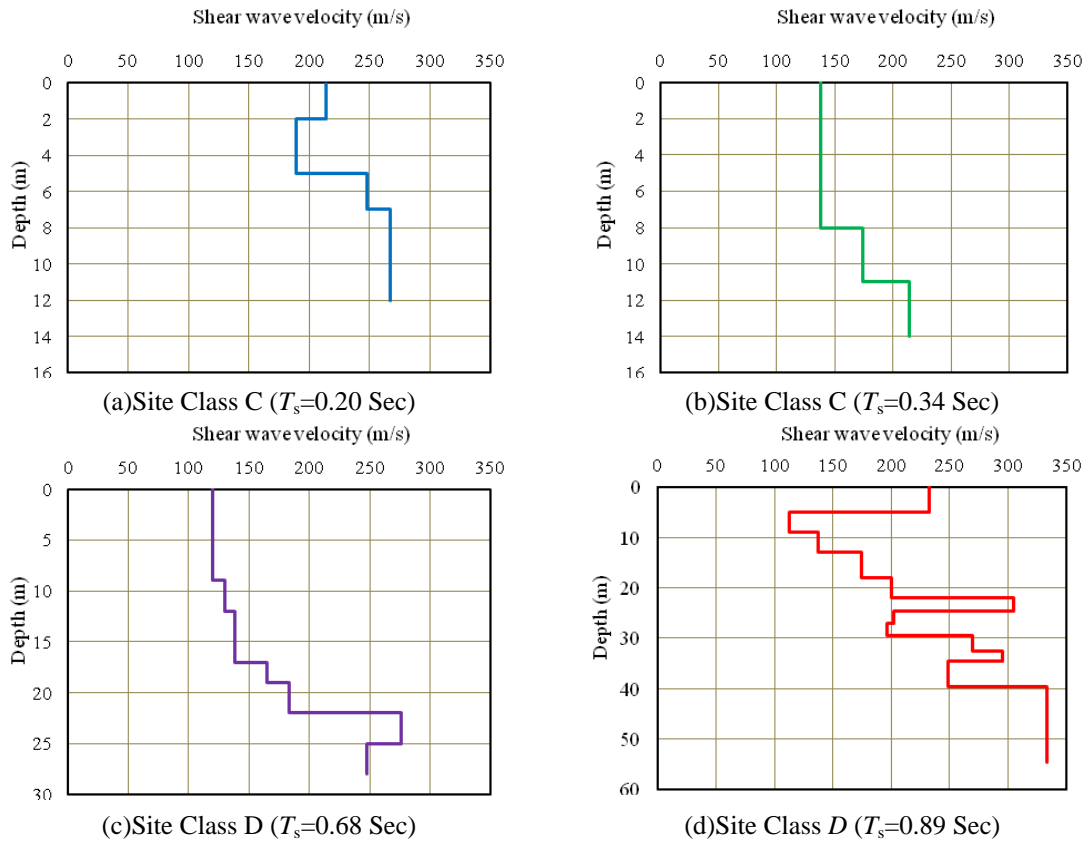 Shear wave velocity (m/s)
0 50 100 150 200 250 300 350
0
2
4
6
8
10
12
14
16
Depth (m)
(a)Site Class C (Ts=0.20 Sec)
Shear wave velocity (m/s)
0 50 100 150 200 250 300 350
0
2
4
6
8
10
12
14
16
Depth (m)
(b)Site Class C (Ts=0.34 Sec)
Shear wave velocity (m/s)
0 50 100 150 200 250 300 350
0
5
10
15
20
25
30
Depth (m)
(c)Site Class D (Ts=0.68 Sec)
Shear wave velocity (m/s)
0 50 100 150 200 250 300 350
0
10
20
30
40
50
60
Depth (m)
(d)Site Class D (Ts=0.89 Sec)